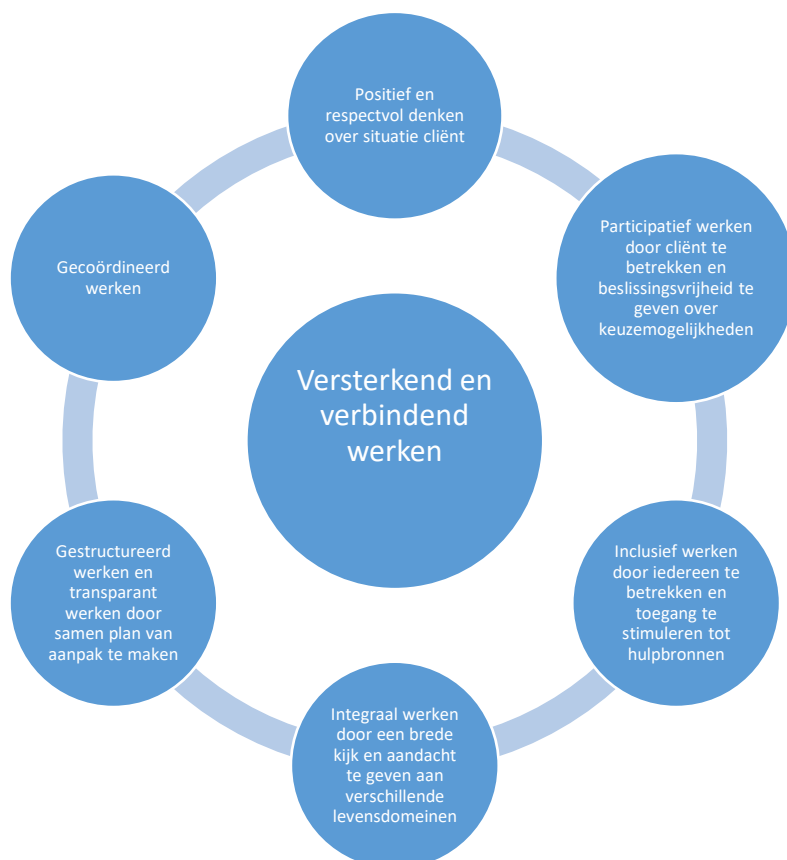 Positief en
respectvol denken
over situatie cliënt
Participatief werken
door cliënt te
betrekken en
beslissingsvrijheid te
geven over
keuzemogelijkheden
Inclusief werken
door iedereen te
betrekken en
toegang te
stimuleren tot
hulpbronnen
Integraal werken
door een brede
kijk en aandacht
te geven aan
verschillende
levensdomeinen
Gestructureerd
werken en
transparant
werken door
samen plan van
aanpak te maken
Gecoördineerd
werken
Versterkend en
verbindend
werken